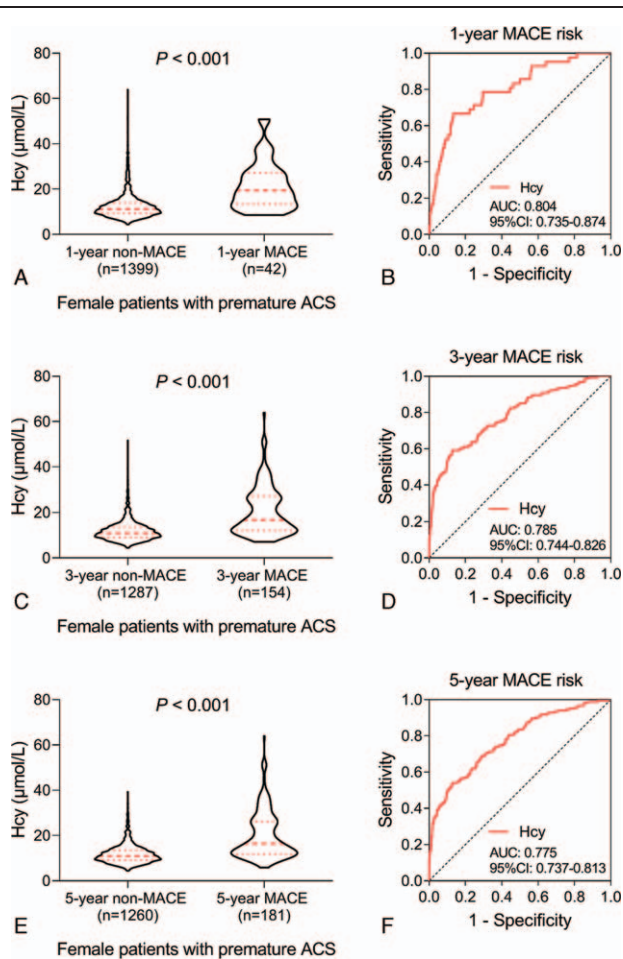 P < 0.001
Hcy (μmol/L)
80
60
40
20
0
1-year non-MACE
(n=1399)
1-year MACE
(n=42)
A
Female patients with premature ACS
1-year MACE risk
Sensitivity
1.0
0.8
0.6
0.4
0.2
0.0
Hcy
AUC: 0.804
95%CI: 0.735-0.874
0.0 0.2 0.4 0.6 0.8 1.0
B
1 - Specificity
P < 0.001
Hcy (μmol/L)
80
60
40
20
0
3-year non-MACE
(n=1287)
3-year MACE
(n=154)
C
Female patients with premature ACS
3-year MACE risk
Sensitivity
1.0
0.8
0.6
0.4
0.2
0.0
Hcy
AUC: 0.785
95%CI: 0.744-0.826
0.0 0.2 0.4 0.6 0.8 1.0
D
1 - Specificity
P < 0.001
Hcy (μmol/L)
80
60
40
20
0
5-year non-MACE
(n=1260)
5-year MACE
(n=181)
E
Female patients with premature ACS
5-year MACE risk
Sensitivity
1.0
0.8
0.6
0.4
0.2
0.0
Hcy
AUC: 0.775
95%CI: 0.737-0.813
0.0 0.2 0.4 0.6 0.8 1.0
F
1 - Specificity